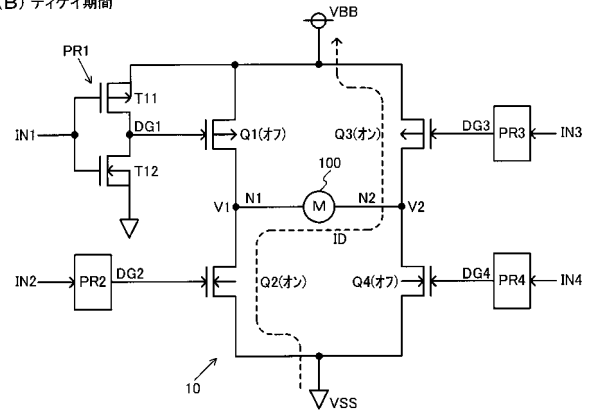 (B) ディケイ期間
VBB
PR1
T11
IN1
DG1
Q1(オフ)
Q3(オン)
DG3
PR3
IN3
T12
100
V1
N1
M
N2
V2
ID
IN2
PR2
DG2
Q2(オン)
Q4(オフ)
DG4
PR4
IN4
10
VSS